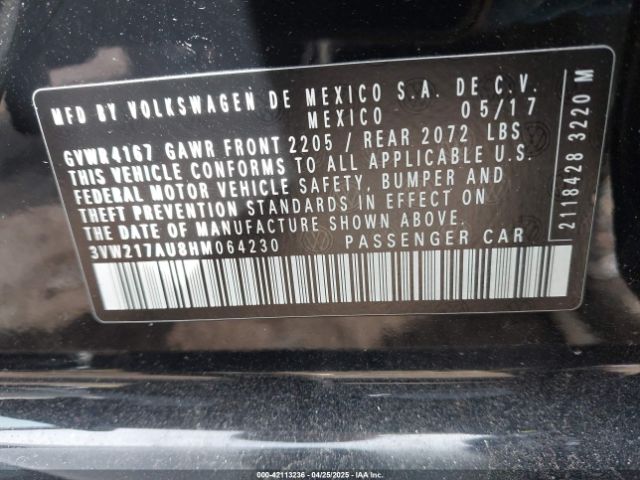 MFD BY VOLKSWAGEN DE MEXICO S.A. DE C.V.
MEXICO 05/17
GVWR4167 GAWR FRONT 2205 / REAR 2072 LBS
THIS VEHICLE CONFORMS TO ALL APPLICABLE U.S.
FEDERAL MOTOR VEHICLE SAFETY, BUMPER AND
THEFT PREVENTION STANDARDS IN EFFECT ON
THE DATE OF MANUFACTURE SHOWN ABOVE.
3VW217AU8HM064230 PASSENGER CAR
2118428 3220 M
000-42113236 - 04/25/2025 - IAAI.COM